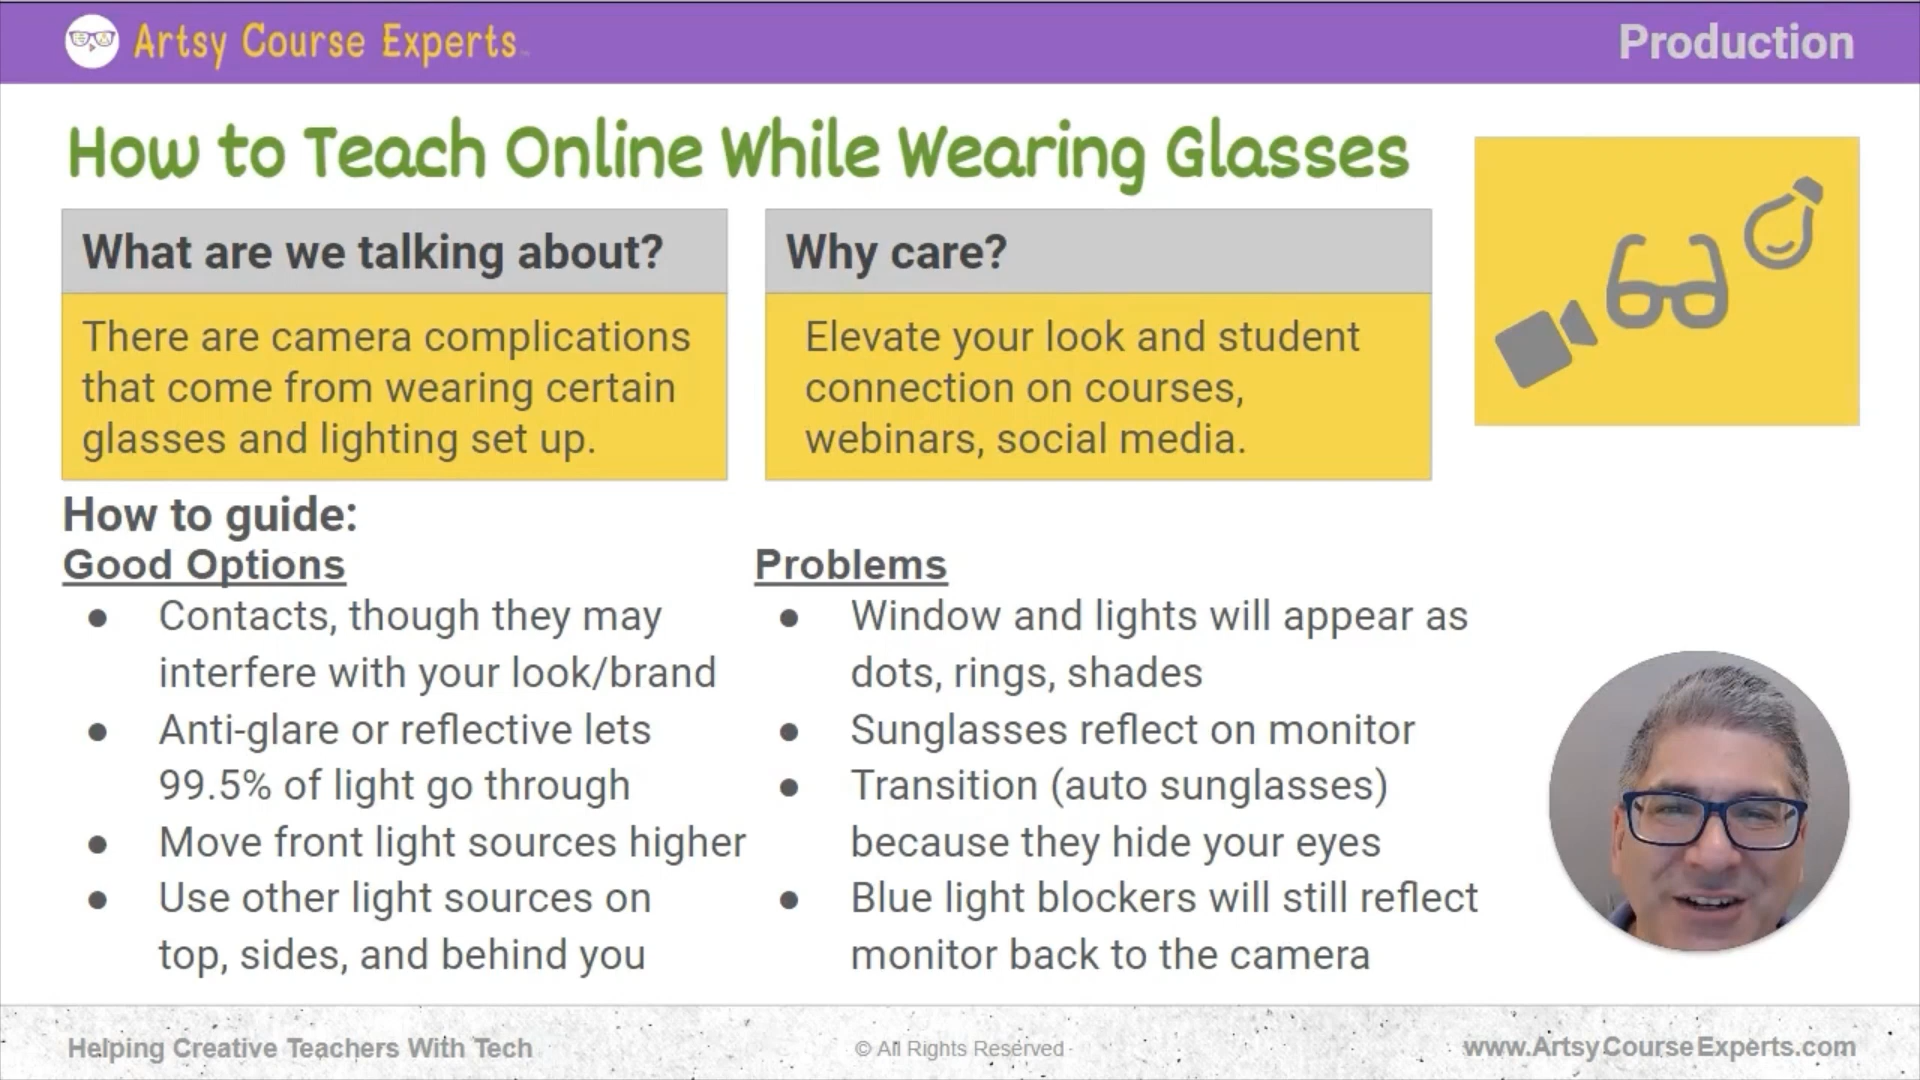 Artsy Course Experts
Production
How to Teach Online While Wearing Glasses
What are we talking about?
There are camera complications
that come from wearing certain
glasses and lighting set up.
Why care?
Elevate your look and student
connection on courses,
webinars, social media.
How to guide:
Good Options
● Contacts, though they may
interfere with your look/brand
● Anti-glare or reflective lets
99.5% of light go through
● Move front light sources higher
● Use other light sources on
top, sides, and behind you
Problems
● Window and lights will appear as
dots, rings, shades
● Sunglasses reflect on monitor
● Transition (auto sunglasses)
because they hide your eyes
● Blue light blockers will still reflect
monitor back to the camera
Helping Creative Teachers With Tech
© All Rights Reserved
www.ArtsyCourseExperts.com